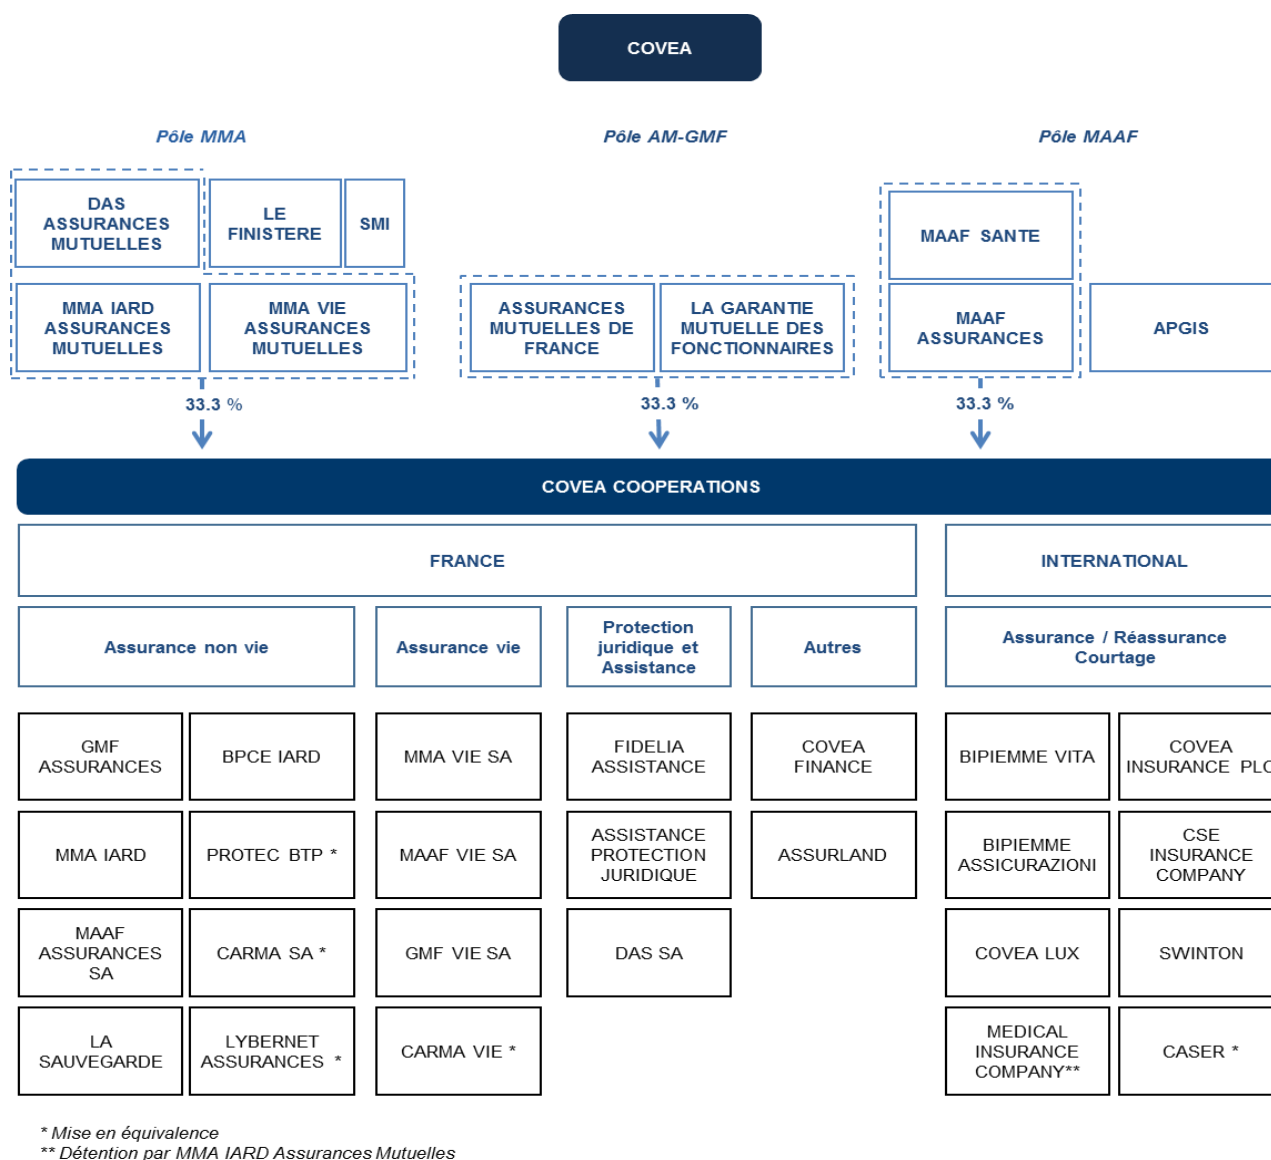 COVEA
Pôle MMA
Pôle AM-GMF
Pôle MAAF
DAS
ASSURANCES
MUTUELLES
LE
FINISTERE
SMI
MMA IARD
ASSURANCES
MUTUELLES
MMA VIE
ASSURANCES
MUTUELLES
ASSURANCES
MUTUELLES DE
FRANCE
LA GARANTIE
MUTUELLE DES
FONCTIONNAIRES
MAAF SANTE
MAAF
ASSURANCES
APGIS
33.3 %
33.3 %
33.3 %
COVEA COOPERATIONS
FRANCE
INTERNATIONAL
Assurance non vie
Assurance vie
Protection
juridique et
Assistance
Autres
Assurance / Réassurance
Courtage
GMF
ASSURANCES
BPCE IARD
MMA VIE SA
FIDELIA
ASSISTANCE
COVEA
FINANCE
BIPIEMME VITA
COVEA
INSURANCE PLC
MMA IARD
PROTEC BTP *
MAAF VIE SA
ASSISTANCE
PROTECTION
JURIDIQUE
ASSURLAND
BIPIEMME
ASSICURAZIONI
CSE
INSURANCE
COMPANY
MAAF
ASSURANCES
SA
CARMA SA *
GMF VIE SA
DAS SA
COVEA LUX
SWINTON
LA
SAUVEGARDE
LYBERNET
ASSURANCES *
CARMA VIE *
MEDICAL
INSURANCE
COMPANY**
CASER *
* Mise en équivalence
** Détention par MMA IARD Assurances Mutuelles